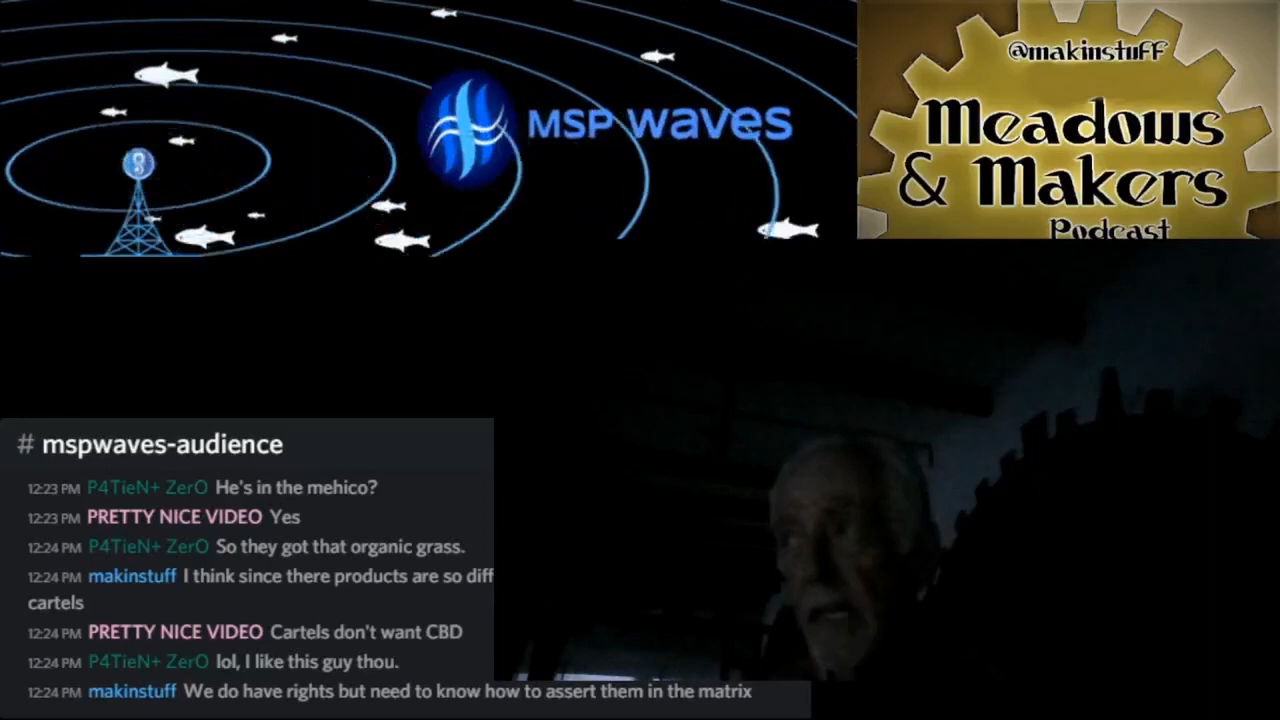 MSP waves
@makinstuff
Meadows
& Makers
Podcast
# mspwaves-audience
12:23 PM P4TieN+ ZerO He's in the mehico?
12:23 PM PRETTY NICE VIDEO Yes
12:24 PM P4TieN+ ZerO So they got that organic grass.
12:24 PM makinstuff I think since there products are so diff
cartels
12:24 PM PRETTY NICE VIDEO Cartels don't want CBD
12:24 PM P4TieN+ ZerO lol, I like this guy thou.
12:24 PM makinstuff We do have rights but need to know how to assert them in the matrix